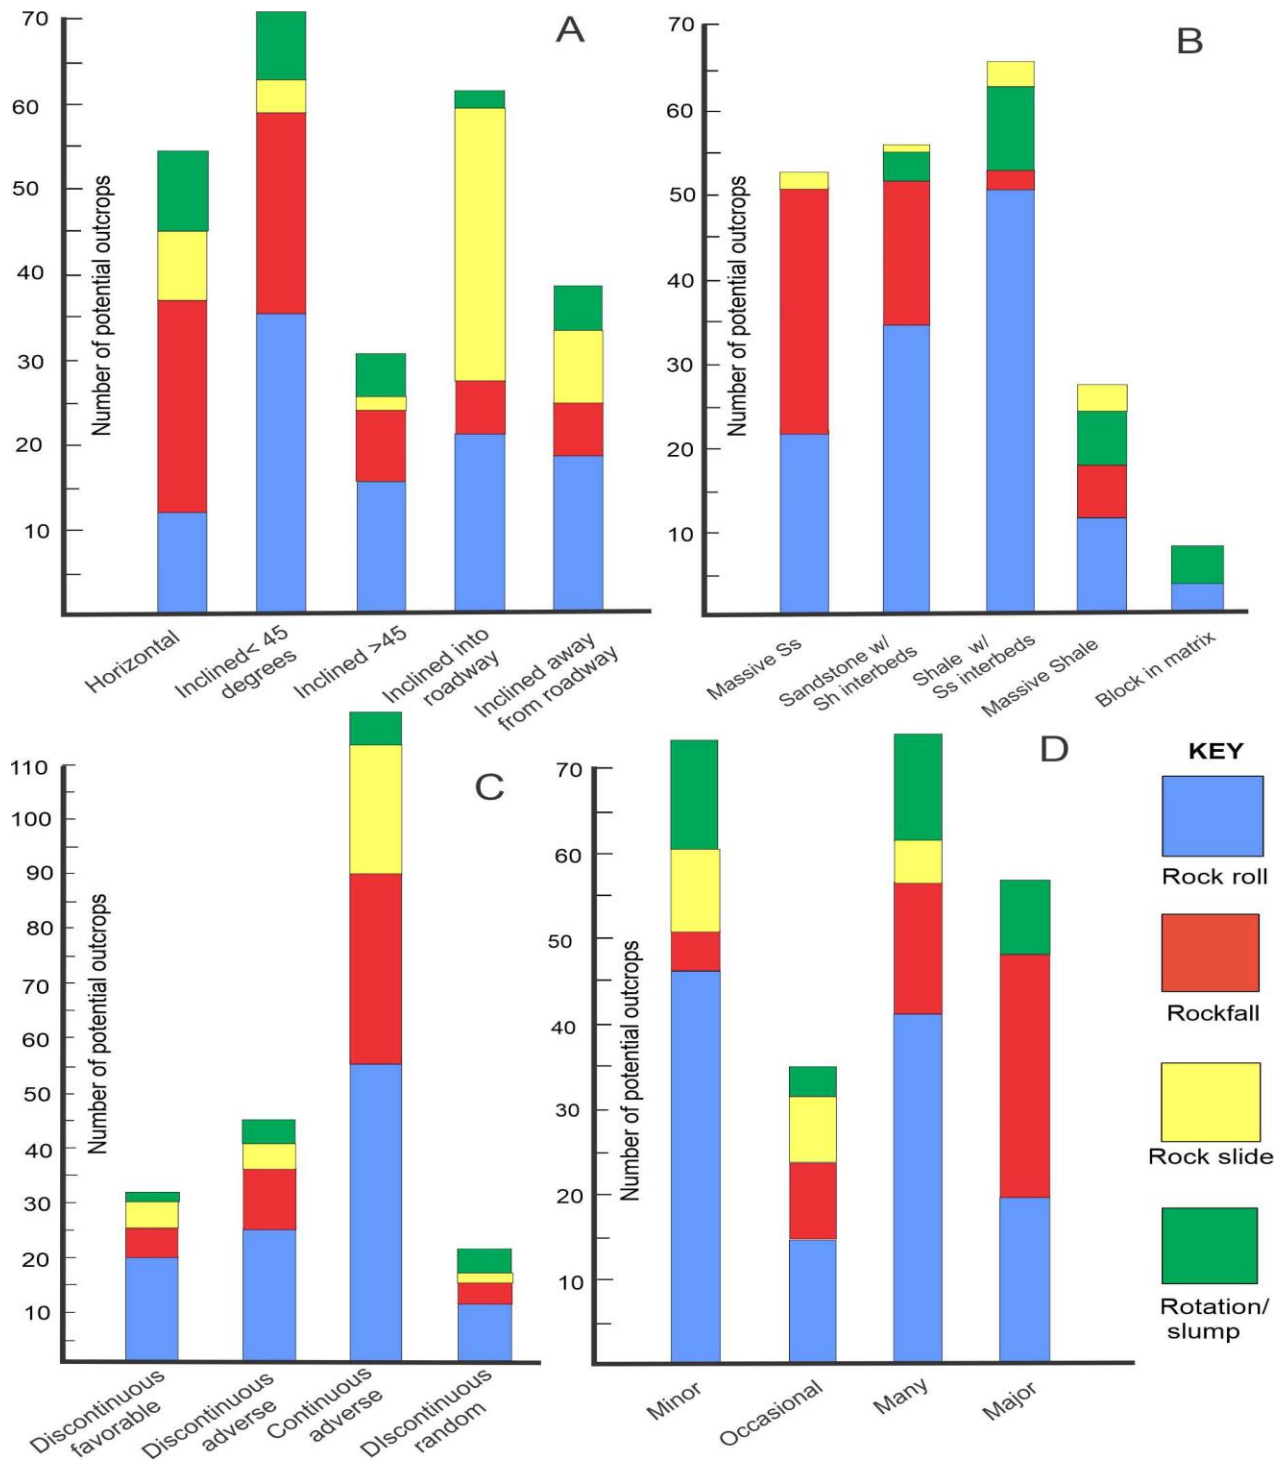 A
70
60
50
40
30
20
10
Number of potential outcrops
Horizontal
Inclined< 45
degrees
Inclined >45
Inclined into
roadway
Inclined away
from roadway
B
70
60
50
40
30
20
10
Number of potential outcrops
Massive Ss
Sandstone w/
Sh interbeds
Shale w/
Ss interbeds
Massive Shale
Block in matrix
C
110
100
90
80
70
60
50
40
30
20
10
Number of potential outcrops
Discontinuous
favorable
Discontinuous
adverse
Continuous
adverse
DIscontinuous
random
D
70
60
50
40
30
20
10
Number of potential outcrops
Minor
Occasional
Many
Major
KEY
Rock roll
Rockfall
Rock slide
Rotation/
slump